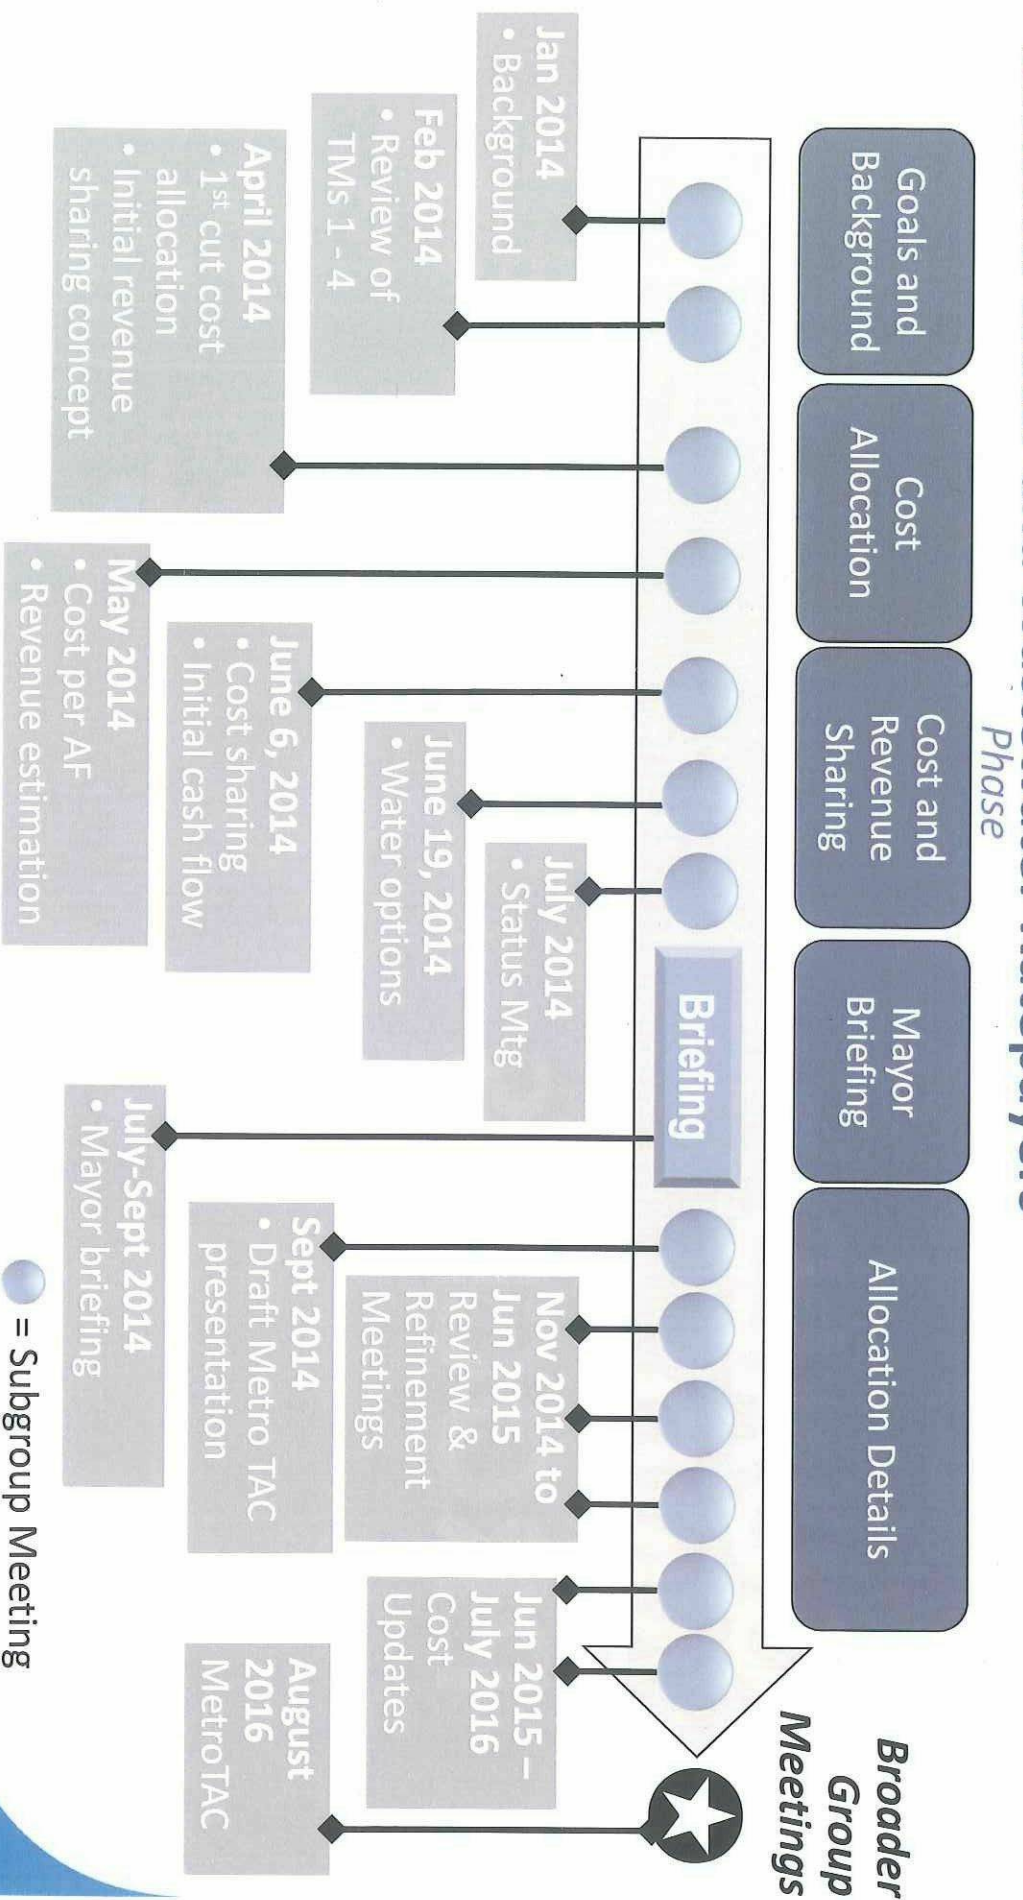 Phase
Goals and
Background
Cost
Allocation
Cost and
Revenue
Sharing
Mayor
Briefing
Allocation Details
Broader
Group
Meetings
Briefing
Jan 2014
• Background
Feb 2014
• Review of
TMs 1 - 4
April 2014
• 1st cut cost
allocation
• Initial revenue
sharing concept
May 2014
• Cost per AF
• Revenue estimation
June 6, 2014
• Cost sharing
• Initial cash flow
June 19, 2014
• Water options
July 2014
• Status Mtg
July-Sept 2014
• Mayor briefing
Sept 2014
• Draft Metro TAC
presentation
Nov 2014 to
Jun 2015
Review &
Refinement
Meetings
Jun 2015 –
July 2016
Cost
Updates
August
2016
MetroTAC
= Subgroup Meeting